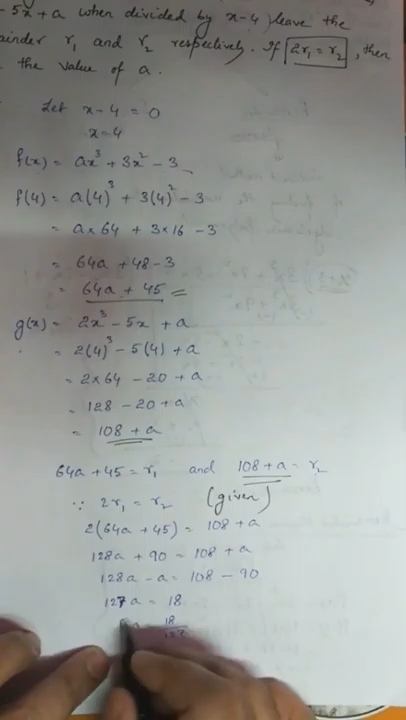 - 5x + a when divided by x-4) leave the
ainder r₁ and r₂ respectively. If 2r₁ = r₂, then
the value of a.
Let x-4 = 0
x=4
f(x) = ax³ + 3x² - 3
f(4) = a(4)³ + 3(4)² - 3
= a×64 + 3×16 - 3
= 64a + 48 - 3
= 64a + 45 =
g(x) = 2x³ - 5x + a
= 2(4)³ - 5(4) + a
= 2×64 - 20 + a
= 128 - 20 + a
= 108 + a
64a + 45 = r₁ and 108 + a = r₂
∵ 2r₁ = r₂ (given)
2(64a + 45) = 108 + a
128a + 90 = 108 + a
128a - a = 108 - 90
127a = 18
18
127